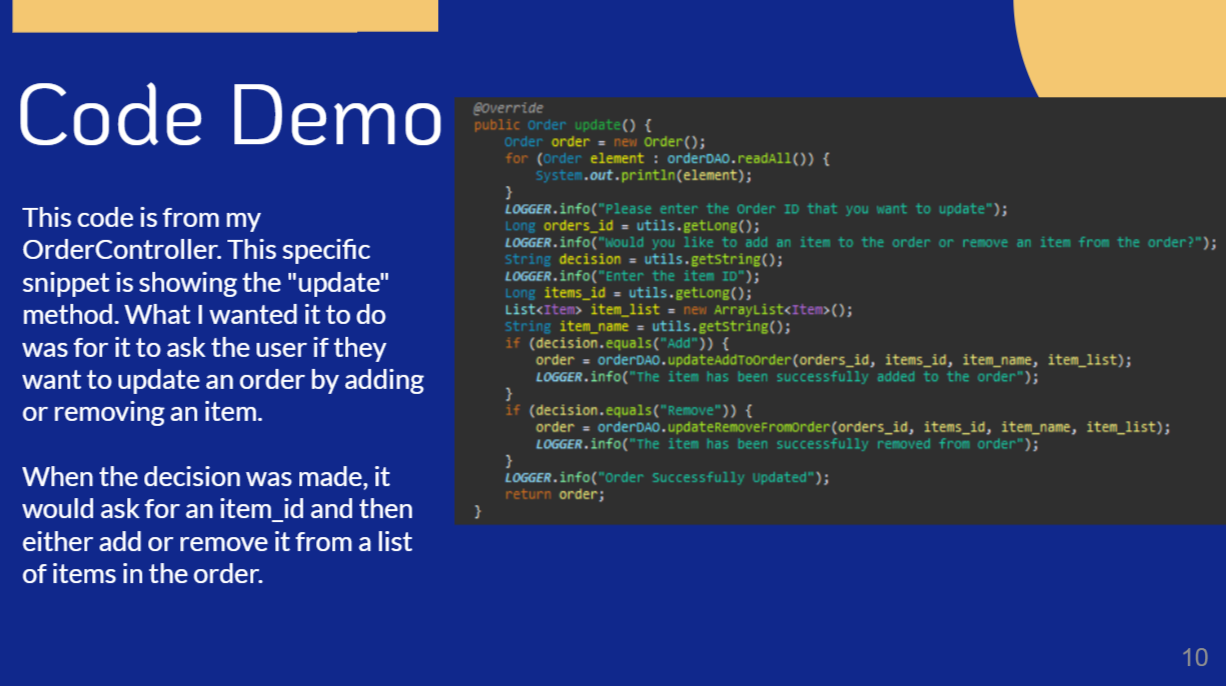 Code Demo
This code is from my
OrderController. This specific
snippet is showing the "update"
method. What I wanted it to do
was for it to ask the user if they
want to update an order by adding
or removing an item.
When the decision was made, it
would ask for an item_id and then
either add or remove it from a list
of items in the order.
@Override
public Order update() {
Order order = new Order();
for (Order element : orderDAO.readAll()) {
System.out.println(element);
}
LOGGER.info("Please enter the Order ID that you want to update");
Long orders_id = utils.getLong();
LOGGER.info("Would you like to add an item to the order or remove an item from the order?");
String decision = utils.getString();
LOGGER.info("Enter the item ID");
Long items_id = utils.getLong();
List<Item> item_list = new ArrayList<Item>();
String item_name = utils.getString();
if (decision.equals("Add")) {
order = orderDAO.updateAddToOrder(orders_id, items_id, item_name, item_list);
LOGGER.info("The item has been successfully added to the order");
}
if (decision.equals("Remove")) {
order = orderDAO.updateRemoveFromOrder(orders_id, items_id, item_name, item_list);
LOGGER.info("The item has been successfully removed from order");
}
LOGGER.info("Order Successfully Updated");
return order;
}
10